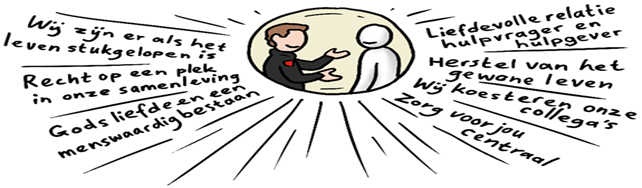 Wij zijn er als het
leven stukgelopen is
Recht op een plek
in onze samenleving
Gods liefde en een
menswaardig bestaan
Liefdevolle relatie
hulpvrager en
hulpgever
Herstel van het
gewone leven
Wij koesteren onze
collega's
Zorg voor jou
centraal